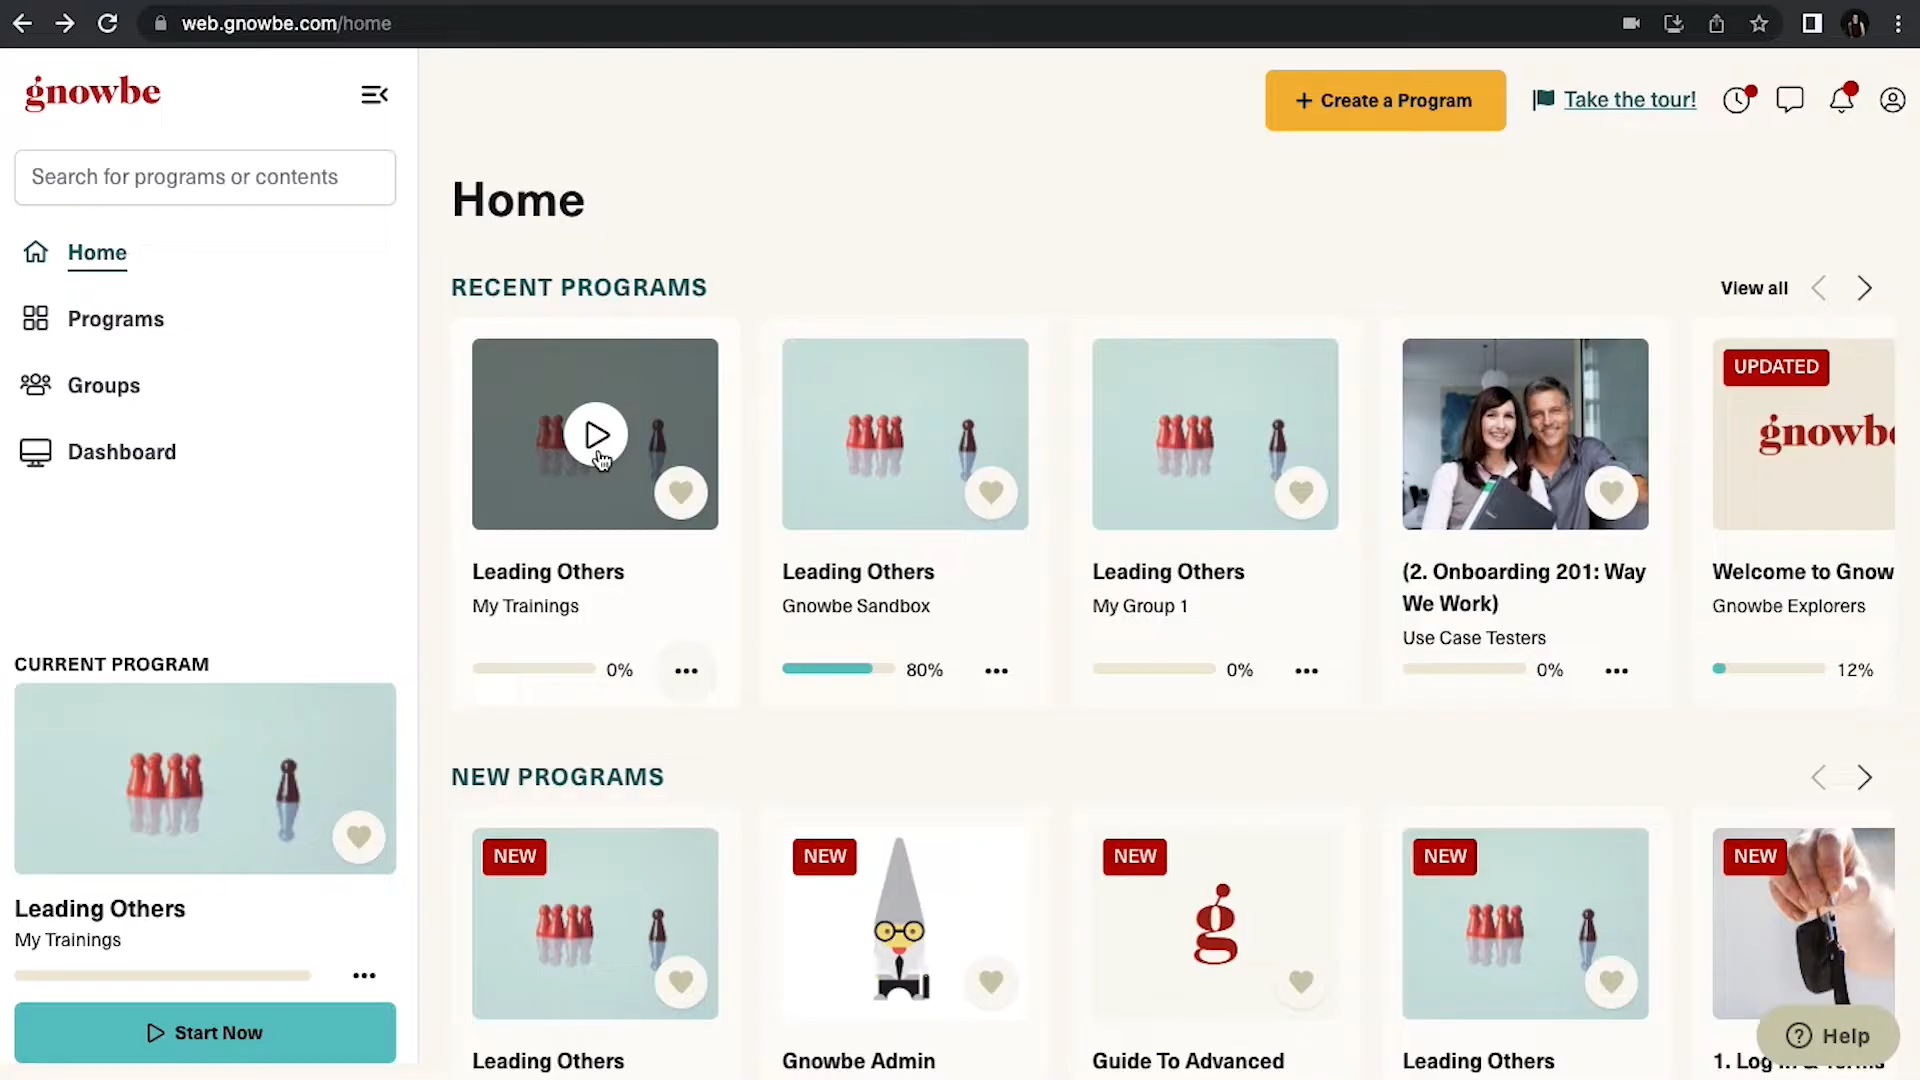 web.gnowbe.com/home
gnowbe
Search for programs or contents
Home
Programs
Groups
Dashboard
CURRENT PROGRAM
Leading Others
My Trainings
Start Now
+ Create a Program
Take the tour!
Home
RECENT PROGRAMS
View all
Leading Others
My Trainings
0%
Leading Others
Gnowbe Sandbox
80%
Leading Others
My Group 1
0%
(2. Onboarding 201: Way
We Work)
Use Case Testers
0%
UPDATED
gnowb
Welcome to Gnow
Gnowbe Explorers
12%
NEW PROGRAMS
NEW
Leading Others
NEW
Gnowbe Admin
NEW
g
Guide To Advanced
NEW
Leading Others
NEW
1. Log
Help